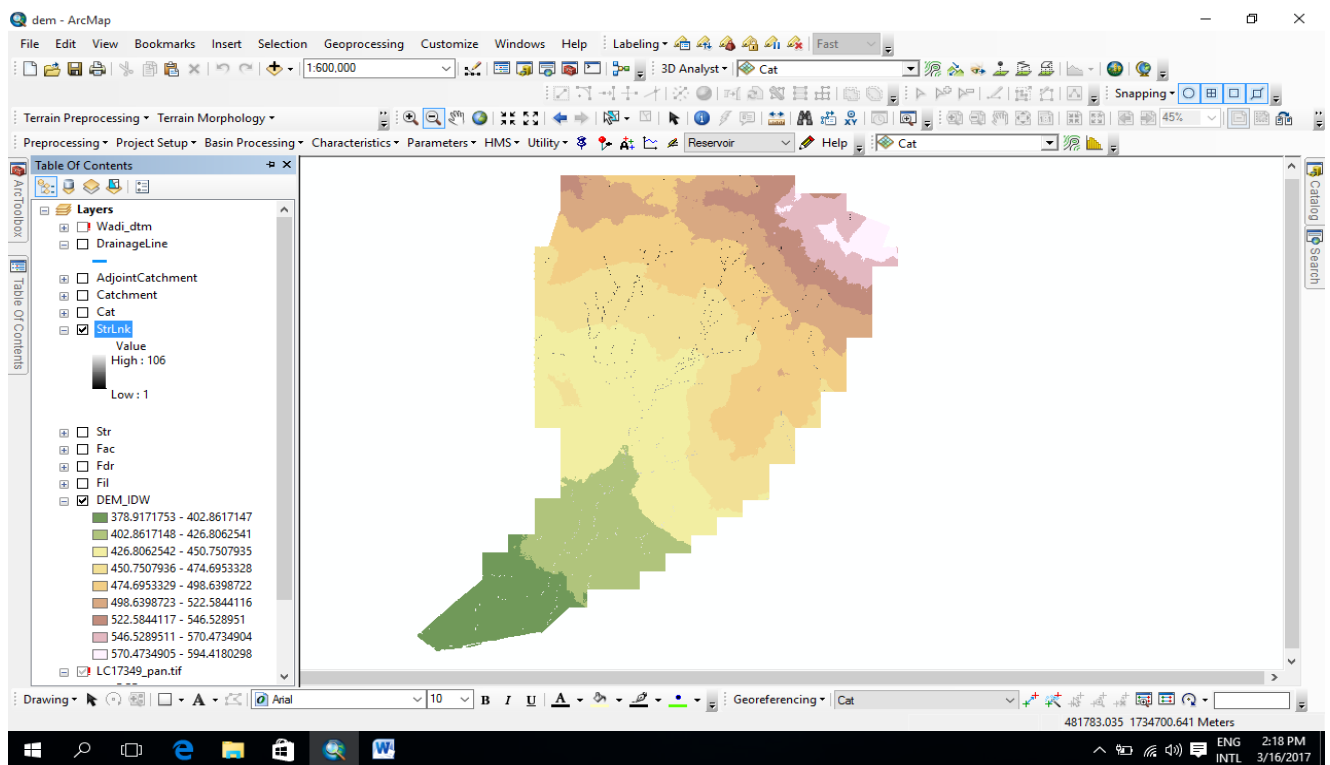 dem - ArcMap
File Edit View Bookmarks Insert Selection Geoprocessing Customize Windows Help Labeling Fast
1:600,000 3D Analyst Cat
Snapping
Terrain Preprocessing Terrain Morphology 45%
Preprocessing Project Setup Basin Processing Characteristics Parameters HMS Utility Reservoir Help Cat
Table Of Contents
ArcToolbox
Table Of Contents
Layers
Wadi_dtm
DrainageLine
AdjointCatchment
Catchment
Cat
StrLnk
Value
High : 106
Low : 1
Str
Fac
Fdr
Fil
DEM_IDW
378.9171753 - 402.8617147
402.8617148 - 426.8062541
426.8062542 - 450.7507935
450.7507936 - 474.6953328
474.6953329 - 498.6398722
498.6398723 - 522.5844116
522.5844117 - 546.528951
546.5289511 - 570.4734904
570.4734905 - 594.4180298
LC17349_pan.tif
Catalog
Search
Drawing A Arial 10 B I U A Georeferencing Cat
481783.035 1734700.641 Meters
ENG 2:18 PM
INTL 3/16/2017